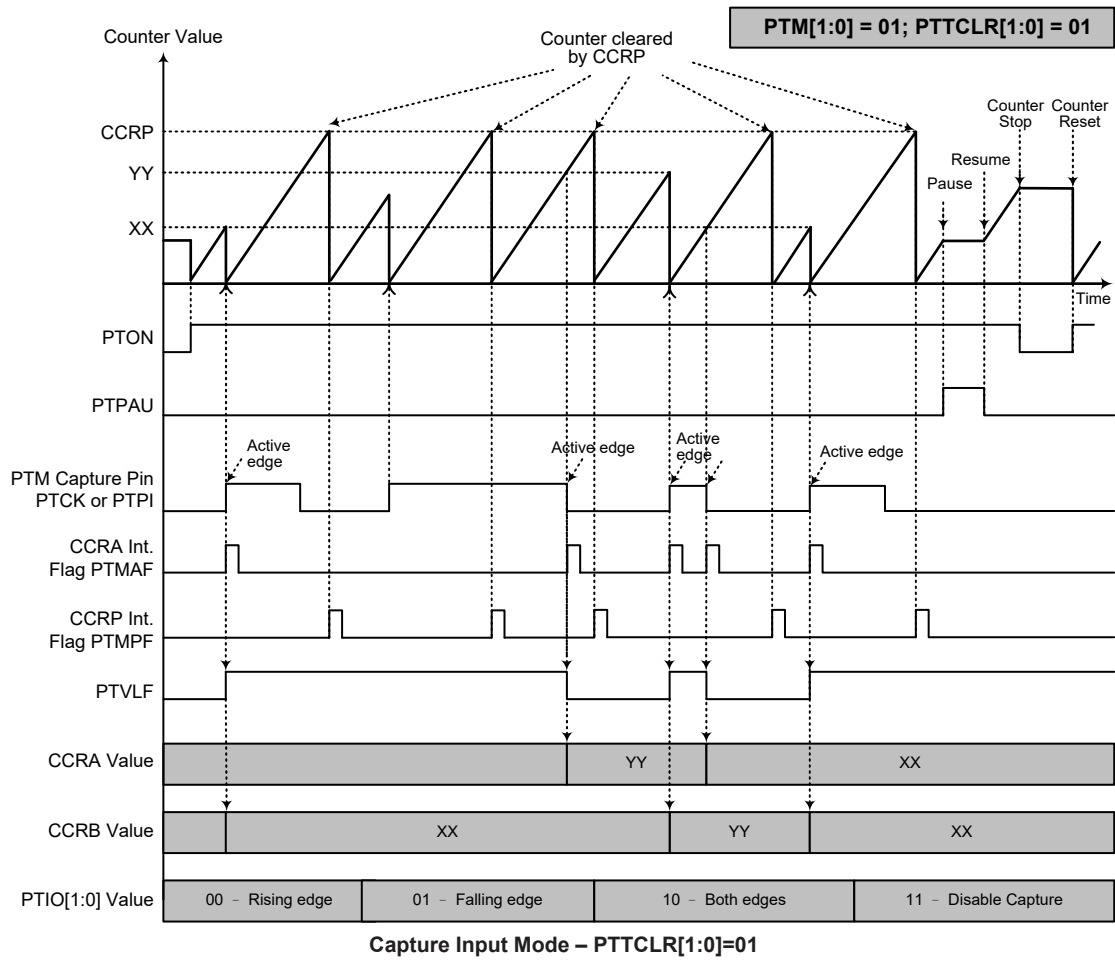 PTM[1:0] = 01; PTTCLR[1:0] = 01
Counter Value
Counter cleared
by CCRP
CCRP
YY
XX
Counter
Stop
Counter
Reset
Resume
Pause
Time
PTON
PTPAU
Active
edge
Active edge
Active
edge
Active edge
PTM Capture Pin
PTCK or PTPI
CCRA Int.
Flag PTMAF
CCRP Int.
Flag PTMPF
PTVLF
CCRA Value
YY
XX
CCRB Value
XX
YY
XX
PTIO[1:0] Value
00 - Rising edge
01 - Falling edge
10 - Both edges
11 - Disable Capture
Capture Input Mode – PTTCLR[1:0]=01